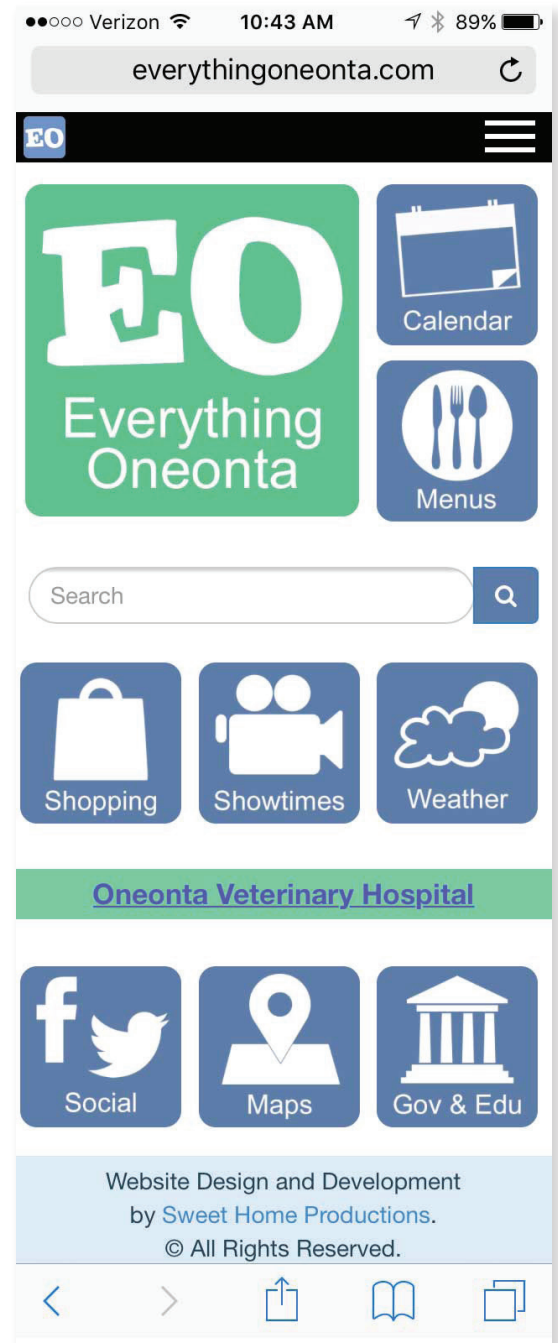 Verizon 10:43 AM 89%
everythingoneonta.com
EO
EO
Everything
Oneonta
Calendar
Menus
Search
Shopping Showtimes Weather
Oneonta Veterinary Hospital
f
Social Maps Gov & Edu
Website Design and Development
by Sweet Home Productions.
© All Rights Reserved.